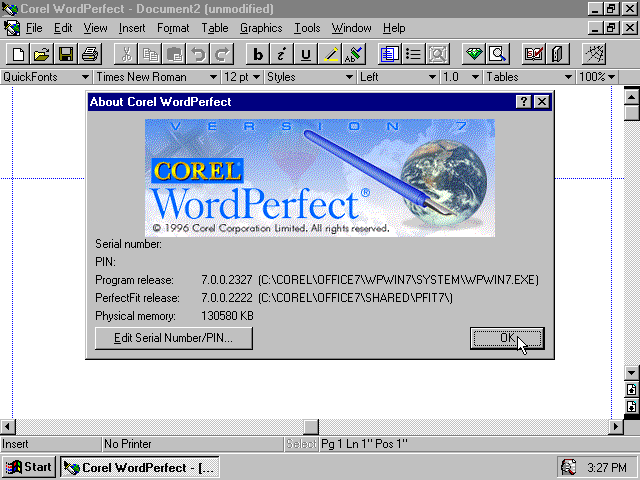 Corel WordPerfect - Document2 (unmodified)
File Edit View Insert Format Table Graphics Tools Window Help
b i U
QuickFonts Times New Roman 12 pt Styles Left 1.0 Tables 100%
About Corel WordPerfect
VERSION 7
COREL®
WordPerfect®
© 1996 Corel Corporation Limited. All rights reserved.
Serial number:
PIN:
Program release: 7.0.0.2327 (C:\COREL\OFFICE7\WPWIN7\SYSTEM\WPWIN7.EXE)
PerfectFit release: 7.0.0.2222 (C:\COREL\OFFICE7\SHARED\PFIT7\)
Physical memory: 130580 KB
Edit Serial Number/PIN... OK
Insert No Printer Select Pg 1 Ln 1" Pos 1"
Start Corel WordPerfect - [... 3:27 PM